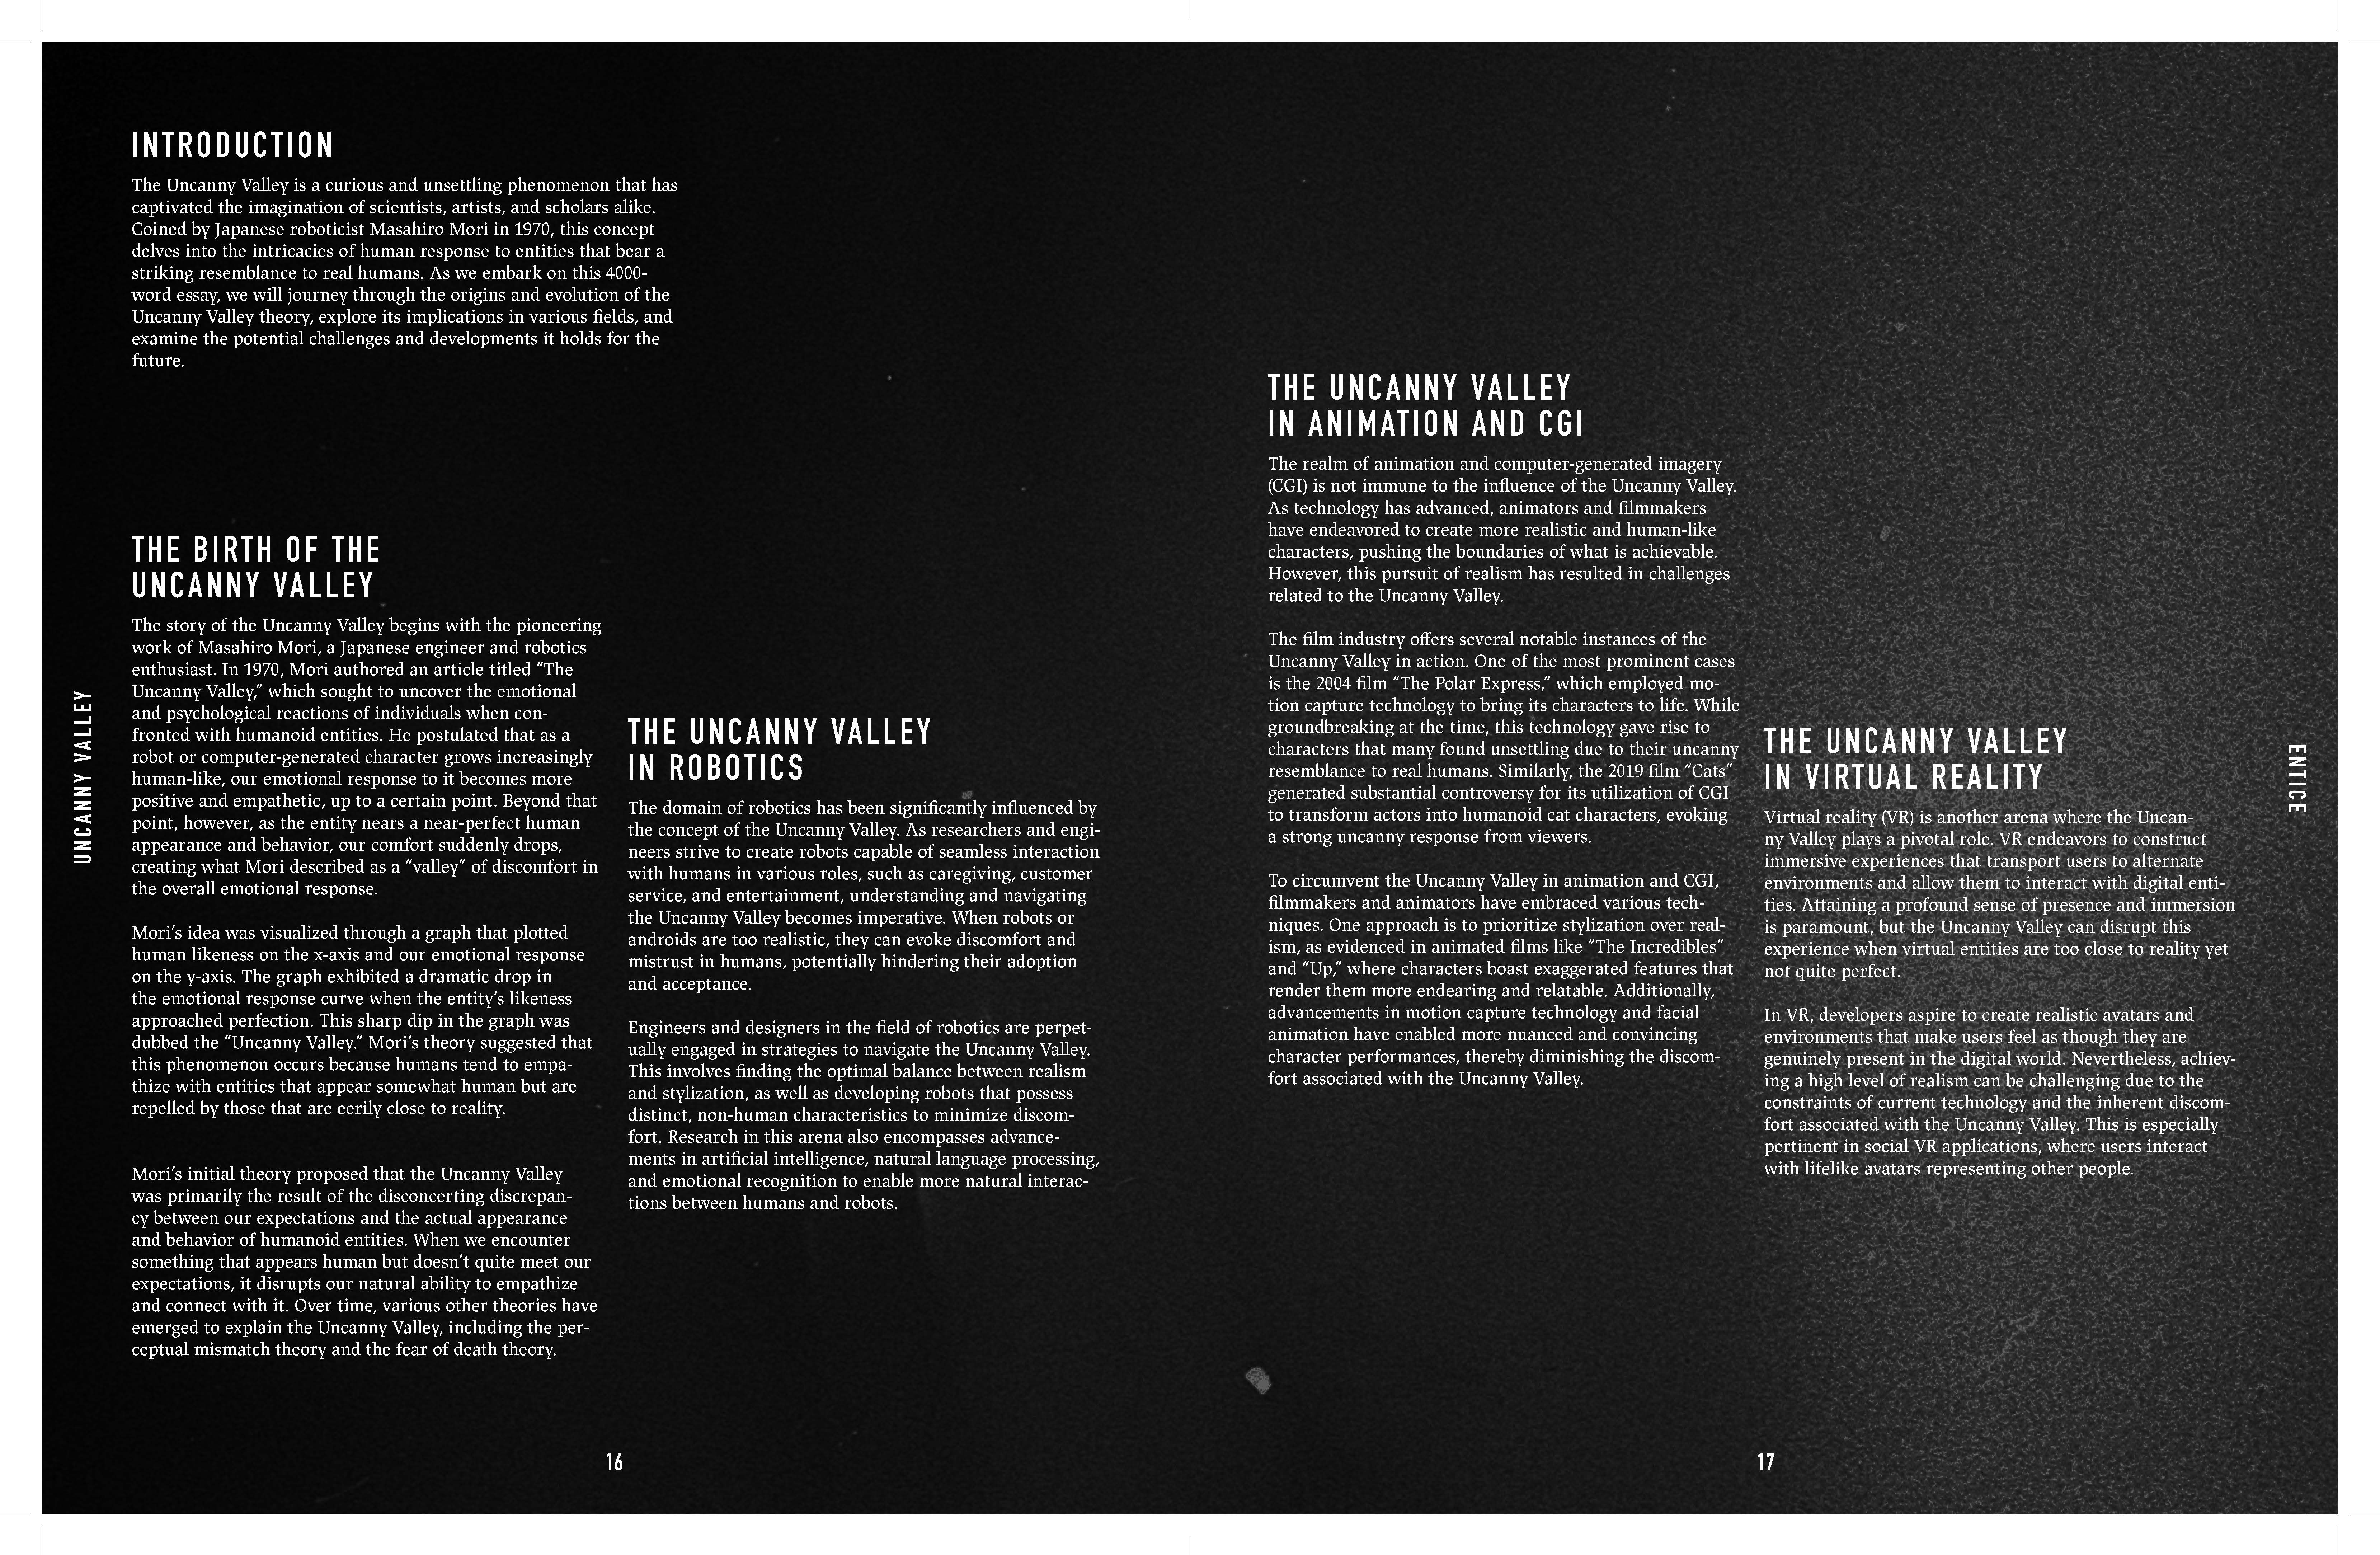 INTRODUCTION
The Uncanny Valley is a curious and unsettling phenomenon that has
captivated the imagination of scientists, artists, and scholars alike.
Coined by Japanese roboticist Masahiro Mori in 1970, this concept
delves into the intricacies of human response to entities that bear a
striking resemblance to real humans. As we embark on this 4000-
word essay, we will journey through the origins and evolution of the
Uncanny Valley theory, explore its implications in various fields, and
examine the potential challenges and developments it holds for the
future.
THE BIRTH OF THE
UNCANNY VALLEY
The story of the Uncanny Valley begins with the pioneering
work of Masahiro Mori, a Japanese engineer and robotics
enthusiast. In 1970, Mori authored an article titled “The
Uncanny Valley,” which sought to uncover the emotional
and psychological reactions of individuals when con-
fronted with humanoid entities. He postulated that as a
robot or computer-generated character grows increasingly
human-like, our emotional response to it becomes more
positive and empathetic, up to a certain point. Beyond that
point, however, as the entity nears a near-perfect human
appearance and behavior, our comfort suddenly drops,
creating what Mori described as a “valley” of discomfort in
the overall emotional response.
Mori’s idea was visualized through a graph that plotted
human likeness on the x-axis and our emotional response
on the y-axis. The graph exhibited a dramatic drop in
the emotional response curve when the entity’s likeness
approached perfection. This sharp dip in the graph was
dubbed the “Uncanny Valley.” Mori’s theory suggested that
this phenomenon occurs because humans tend to empa-
thize with entities that appear somewhat human but are
repelled by those that are eerily close to reality.
Mori’s initial theory proposed that the Uncanny Valley
was primarily the result of the disconcerting discrepan-
cy between our expectations and the actual appearance
and behavior of humanoid entities. When we encounter
something that appears human but doesn’t quite meet our
expectations, it disrupts our natural ability to empathize
and connect with it. Over time, various other theories have
emerged to explain the Uncanny Valley, including the per-
ceptual mismatch theory and the fear of death theory.
UNCANNY VALLEY
THE UNCANNY VALLEY
IN ROBOTICS
The domain of robotics has been significantly influenced by
the concept of the Uncanny Valley. As researchers and engi-
neers strive to create robots capable of seamless interaction
with humans in various roles, such as caregiving, customer
service, and entertainment, understanding and navigating
the Uncanny Valley becomes imperative. When robots or
androids are too realistic, they can evoke discomfort and
mistrust in humans, potentially hindering their adoption
and acceptance.
Engineers and designers in the field of robotics are perpet-
ually engaged in strategies to navigate the Uncanny Valley.
This involves finding the optimal balance between realism
and stylization, as well as developing robots that possess
distinct, non-human characteristics to minimize discom-
fort. Research in this arena also encompasses advance-
ments in artificial intelligence, natural language processing,
and emotional recognition to enable more natural interac-
tions between humans and robots.
16
THE UNCANNY VALLEY
IN ANIMATION AND CGI
The realm of animation and computer-generated imagery
(CGI) is not immune to the influence of the Uncanny Valley.
As technology has advanced, animators and filmmakers
have endeavored to create more realistic and human-like
characters, pushing the boundaries of what is achievable.
However, this pursuit of realism has resulted in challenges
related to the Uncanny Valley.
The film industry offers several notable instances of the
Uncanny Valley in action. One of the most prominent cases
is the 2004 film “The Polar Express,” which employed mo-
tion capture technology to bring its characters to life. While
groundbreaking at the time, this technology gave rise to
characters that many found unsettling due to their uncanny
resemblance to real humans. Similarly, the 2019 film “Cats”
generated substantial controversy for its utilization of CGI
to transform actors into humanoid cat characters, evoking
a strong uncanny response from viewers.
To circumvent the Uncanny Valley in animation and CGI,
filmmakers and animators have embraced various tech-
niques. One approach is to prioritize stylization over real-
ism, as evidenced in animated films like “The Incredibles”
and “Up,” where characters boast exaggerated features that
render them more endearing and relatable. Additionally,
advancements in motion capture technology and facial
animation have enabled more nuanced and convincing
character performances, thereby diminishing the discom-
fort associated with the Uncanny Valley.
THE UNCANNY VALLEY
IN VIRTUAL REALITY
Virtual reality (VR) is another arena where the Uncan-
ny Valley plays a pivotal role. VR endeavors to construct
immersive experiences that transport users to alternate
environments and allow them to interact with digital enti-
ties. Attaining a profound sense of presence and immersion
is paramount, but the Uncanny Valley can disrupt this
experience when virtual entities are too close to reality yet
not quite perfect.
In VR, developers aspire to create realistic avatars and
environments that make users feel as though they are
genuinely present in the digital world. Nevertheless, achiev-
ing a high level of realism can be challenging due to the
constraints of current technology and the inherent discom-
fort associated with the Uncanny Valley. This is especially
pertinent in social VR applications, where users interact
with lifelike avatars representing other people.
ENTICE
17